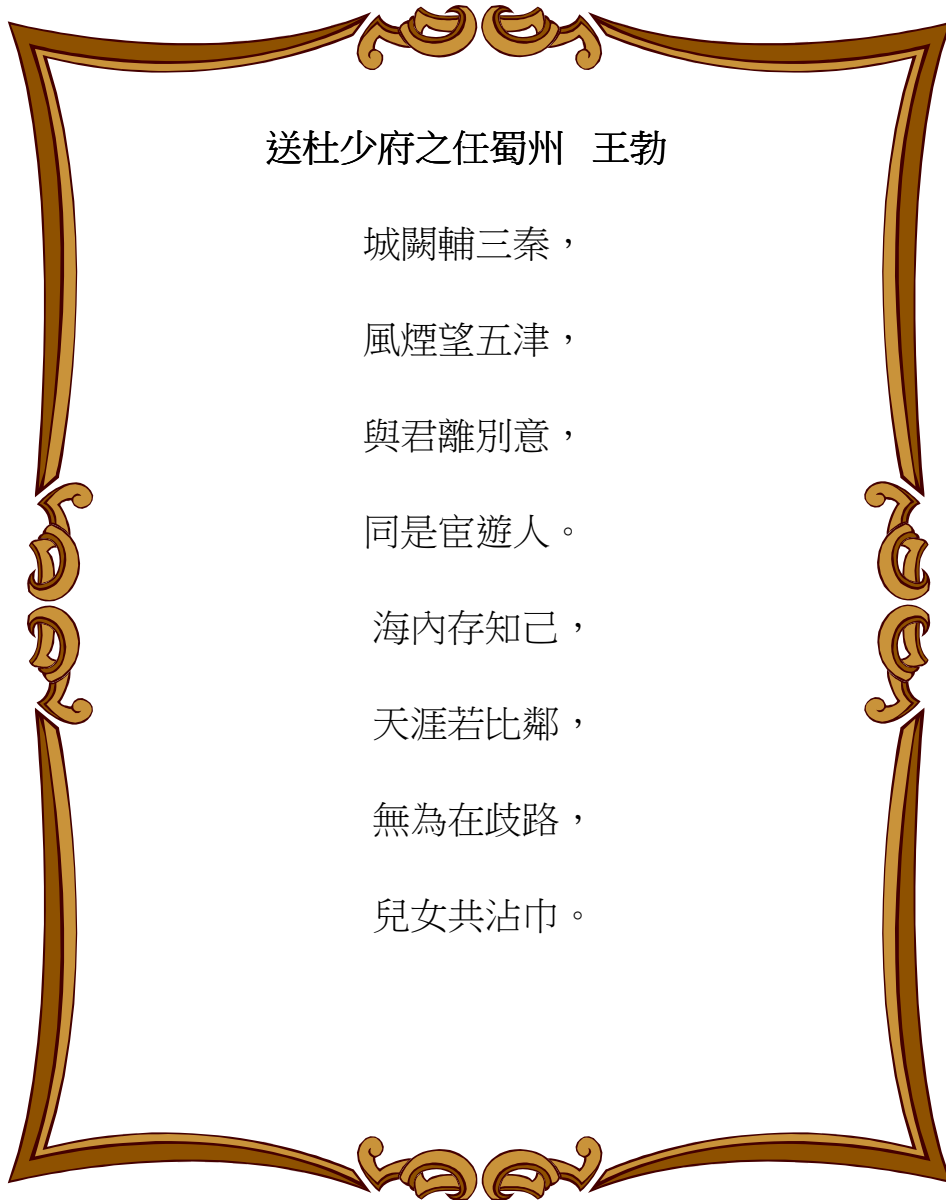 送杜少府之任蜀州 王勃
城闕輔三秦，
風煙望五津，
與君離別意，
同是宦遊人。
海內存知己，
天涯若比鄰，
無為在歧路，
兒女共沾巾。